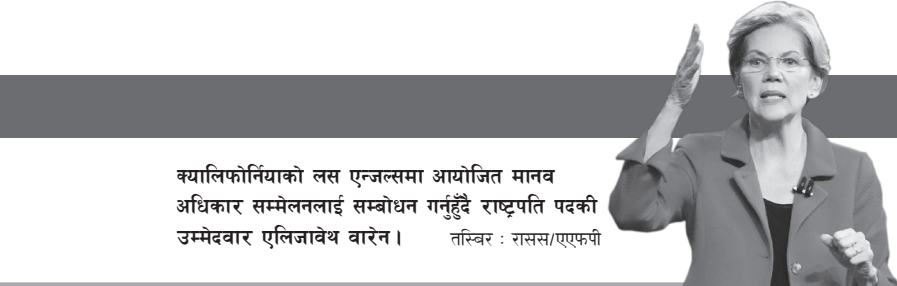 क्यालिफोर्नियाको लस एन्जल्समा आयोजित मानव
अधिकार सम्मेलनलाई सम्बोधन गर्नुहुँदै राष्ट्रपति पदकी
उम्मेदवार एलिजावेथ वारेन। तस्बिर : रासस/एएफपी